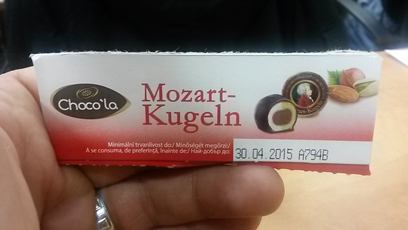 Choco'la
Mozart-
Kugeln
Minimální trvanlivost do:/ Minőségét megőrzi:/
A se consuma, de preferinţă, înainte de:/ Най-добър до:
30.04.2015 A794B